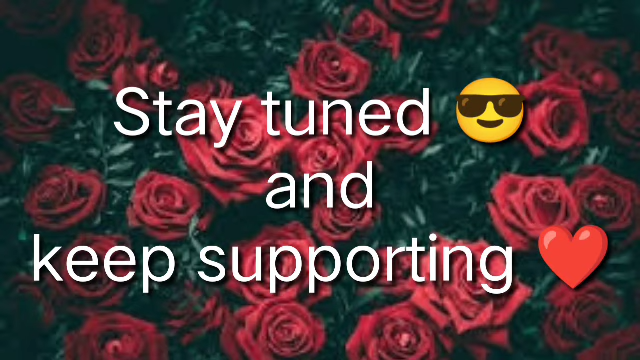 Stay tuned 😎
and
keep supporting ❤️